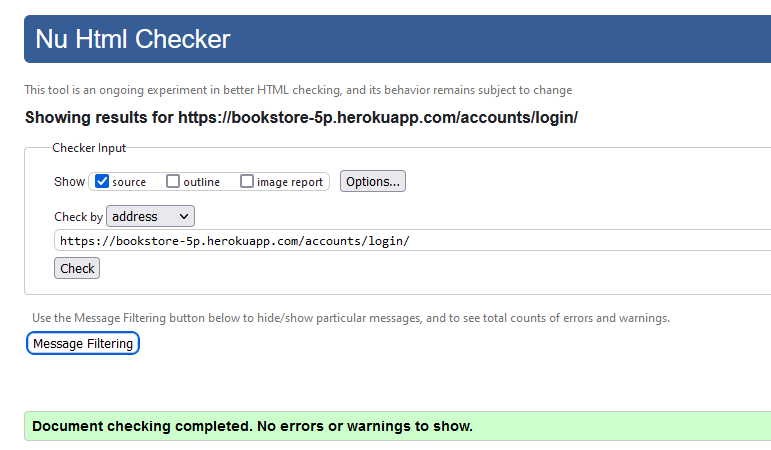 Nu Html Checker
This tool is an ongoing experiment in better HTML checking, and its behavior remains subject to change
Showing results for https://bookstore-5p.herokuapp.com/accounts/login/
Checker Input
Show source outline image report Options...
Check by address
https://bookstore-5p.herokuapp.com/accounts/login/
Check
Use the Message Filtering button below to hide/show particular messages, and to see total counts of errors and warnings.
Message Filtering
Document checking completed. No errors or warnings to show.